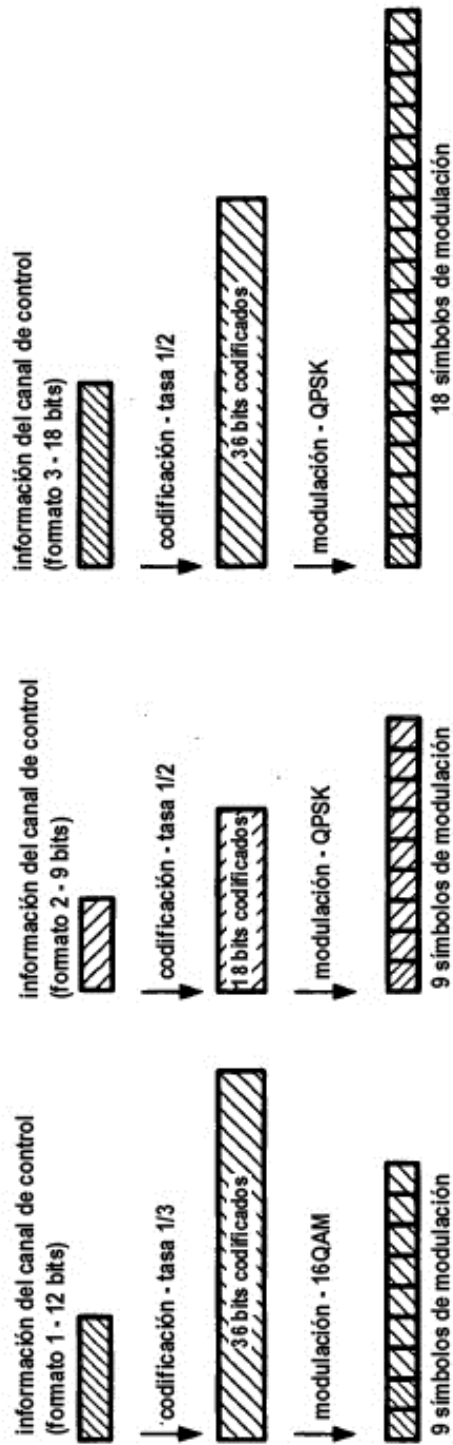 información del canal de control
(formato 1 - 12 bits)
codificación - tasa 1/3
36 bits codificados
modulación - 16QAM
9 símbolos de modulación
información del canal de control
(formato 2 - 9 bits)
codificación - tasa 1/2
18 bits codificados
modulación - QPSK
9 símbolos de modulación
información del canal de control
(formato 3 - 18 bits)
codificación - tasa 1/2
36 bits codificados
modulación - QPSK
18 símbolos de modulación